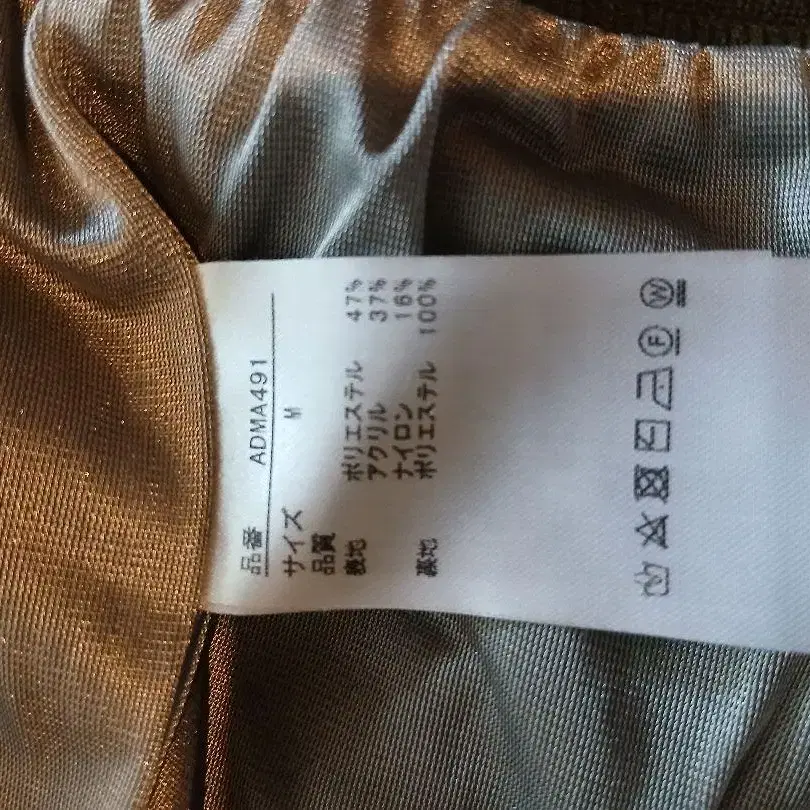 品番 ADMA491
サイズ M
品質
表地 ポリエステル 47%
アクリル 37%
ナイロン 16%
裏地 ポリエステル 100%
F
W